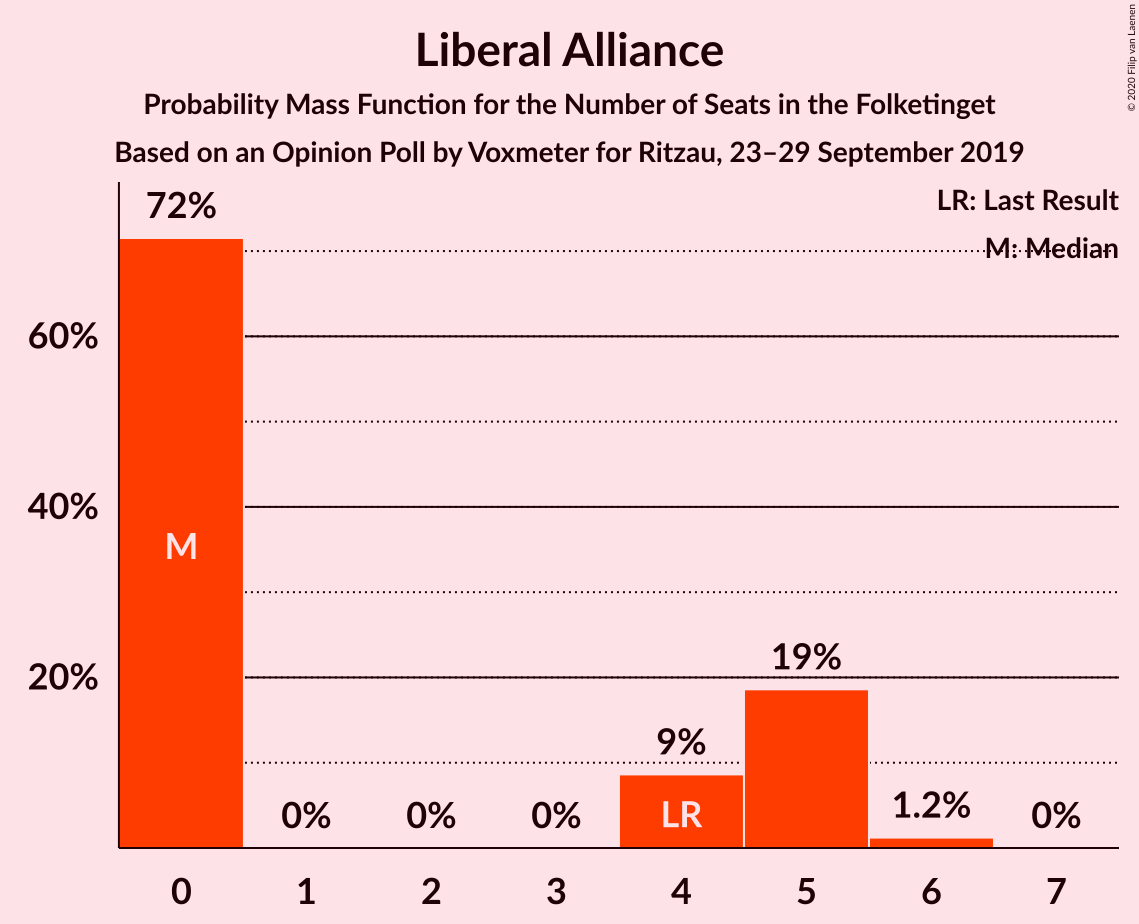 Liberal Alliance
Probability Mass Function for the Number of Seats in the Folketinget
Based on an Opinion Poll by Voxmeter for Ritzau, 23–29 September 2019
© 2020 Filip van Laenen
LR: Last Result
M: Median
72%
60%
40%
20%
M
0%
0%
0%
9%
LR
19%
1.2%
0%
0 1 2 3 4 5 6 7